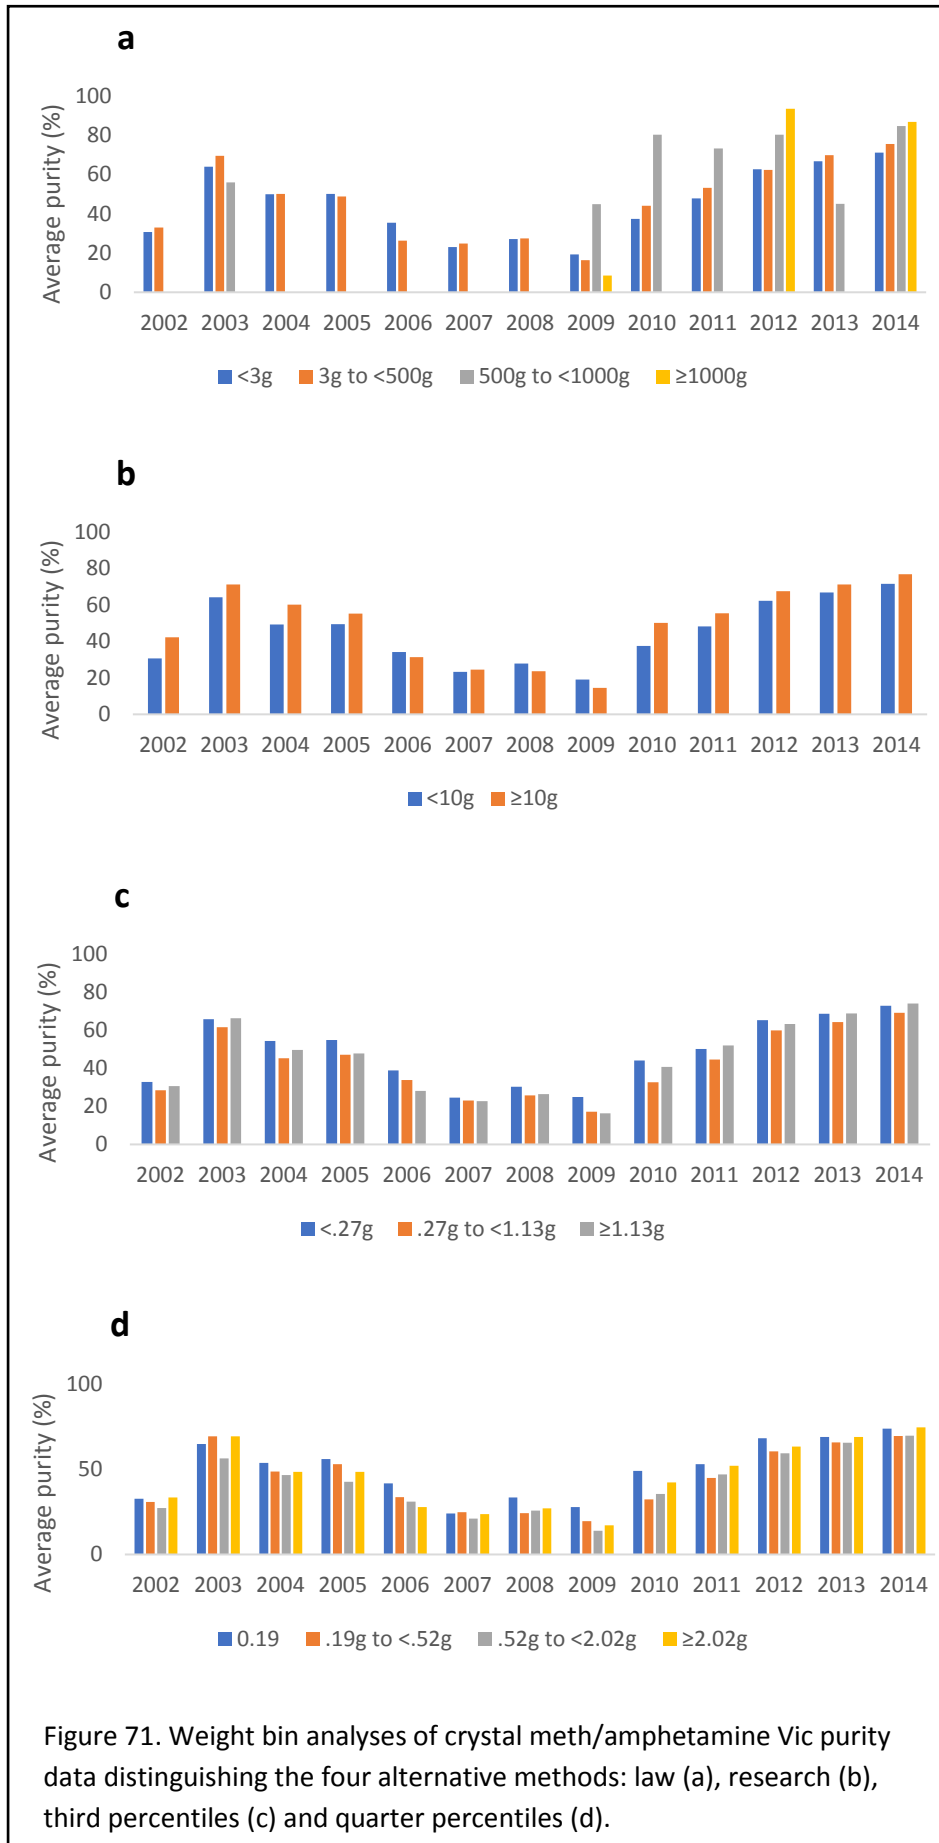 a
100
80
60
40
20
0
Average purity (%)
2002 2003 2004 2005 2006 2007 2008 2009 2010 2011 2012 2013 2014
<3g 3g to <500g 500g to <1000g ≥1000g
b
100
80
60
40
20
0
Average purity (%)
2002 2003 2004 2005 2006 2007 2008 2009 2010 2011 2012 2013 2014
<10g ≥10g
c
100
80
60
40
20
0
Average purity (%)
2002 2003 2004 2005 2006 2007 2008 2009 2010 2011 2012 2013 2014
<.27g .27g to <1.13g ≥1.13g
d
100
50
0
Average purity (%)
2002 2003 2004 2005 2006 2007 2008 2009 2010 2011 2012 2013 2014
0.19 .19g to <.52g .52g to <2.02g ≥2.02g
Figure 71. Weight bin analyses of crystal meth/amphetamine Vic purity
data distinguishing the four alternative methods: law (a), research (b),
third percentiles (c) and quarter percentiles (d).